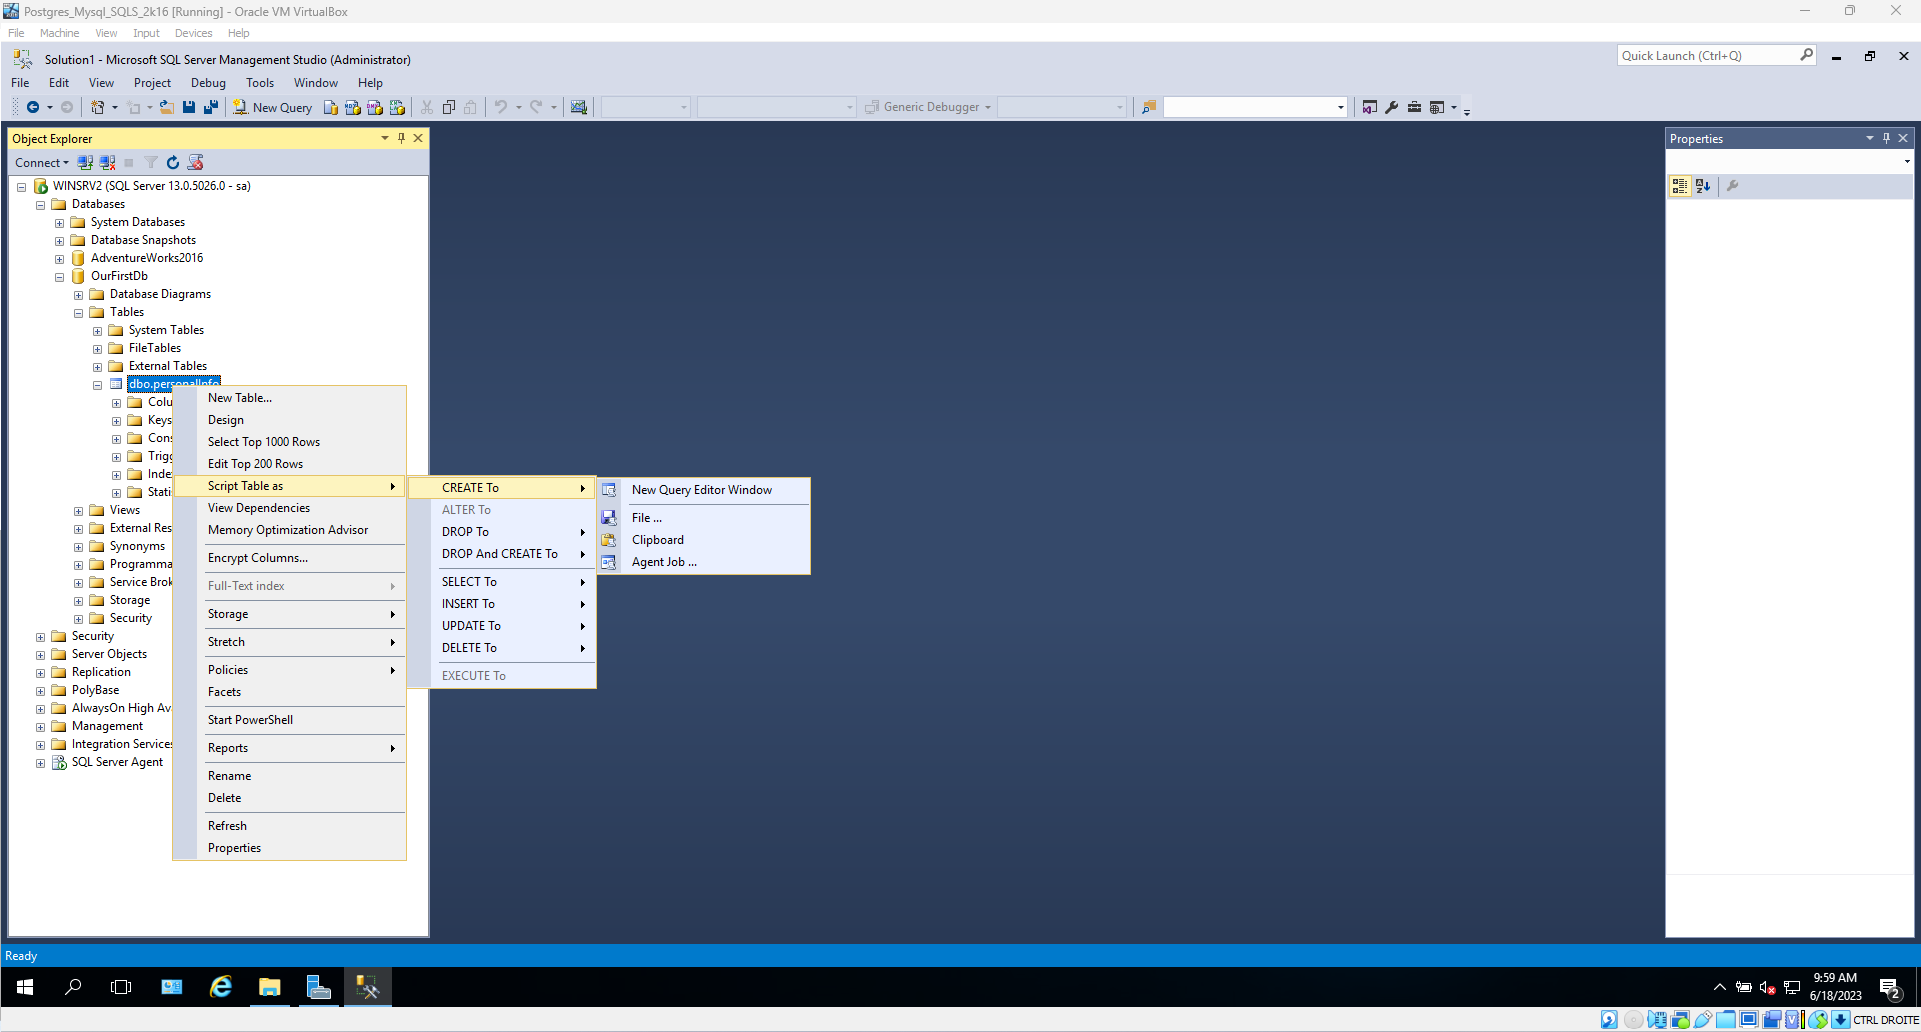 Postgres_Mysql_SQLS_2k16 [Running] - Oracle VM VirtualBox
File Machine View Input Devices Help
Solution1 - Microsoft SQL Server Management Studio (Administrator)
Quick Launch (Ctrl+Q)
File Edit View Project Debug Tools Window Help
New Query
Generic Debugger
Object Explorer
Properties
Connect
WINSRV2 (SQL Server 13.0.5026.0 - sa)
Databases
System Databases
Database Snapshots
AdventureWorks2016
OurFirstDb
Database Diagrams
Tables
System Tables
FileTables
External Tables
dbo.personalInfo
Colu
Keys
Cons
Trigg
Inde
Stati
Views
External Res
Synonyms
Programma
Service Brok
Storage
Security
Security
Server Objects
Replication
PolyBase
AlwaysOn High Av
Management
Integration Services
SQL Server Agent
New Table...
Design
Select Top 1000 Rows
Edit Top 200 Rows
Script Table as
View Dependencies
Memory Optimization Advisor
Encrypt Columns...
Full-Text index
Storage
Stretch
Policies
Facets
Start PowerShell
Reports
Rename
Delete
Refresh
Properties
CREATE To
ALTER To
DROP To
DROP And CREATE To
SELECT To
INSERT To
UPDATE To
DELETE To
EXECUTE To
New Query Editor Window
File ...
Clipboard
Agent Job ...
Ready
9:59 AM
6/18/2023
2
CTRL DROITE